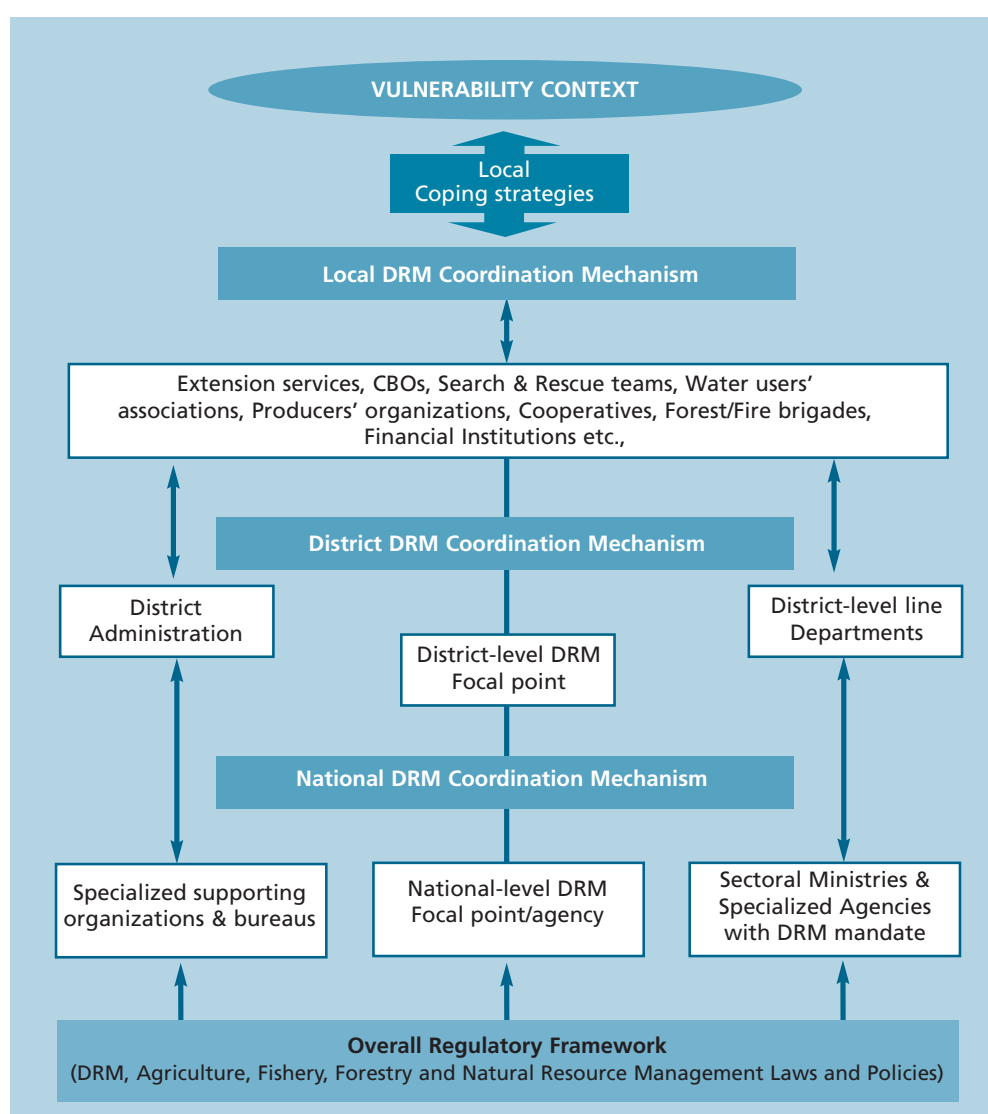 VULNERABILITY CONTEXT
Local
Coping strategies
Local DRM Coordination Mechanism
Extension services, CBOs, Search & Rescue teams, Water users’
associations, Producers’ organizations, Cooperatives, Forest/Fire brigades,
Financial Institutions etc.,
District DRM Coordination Mechanism
District
Administration
District-level DRM
Focal point
District-level line
Departments
National DRM Coordination Mechanism
Specialized supporting
organizations & bureaus
National-level DRM
Focal point/agency
Sectoral Ministries &
Specialized Agencies
with DRM mandate
Overall Regulatory Framework
(DRM, Agriculture, Fishery, Forestry and Natural Resource Management Laws and Policies)